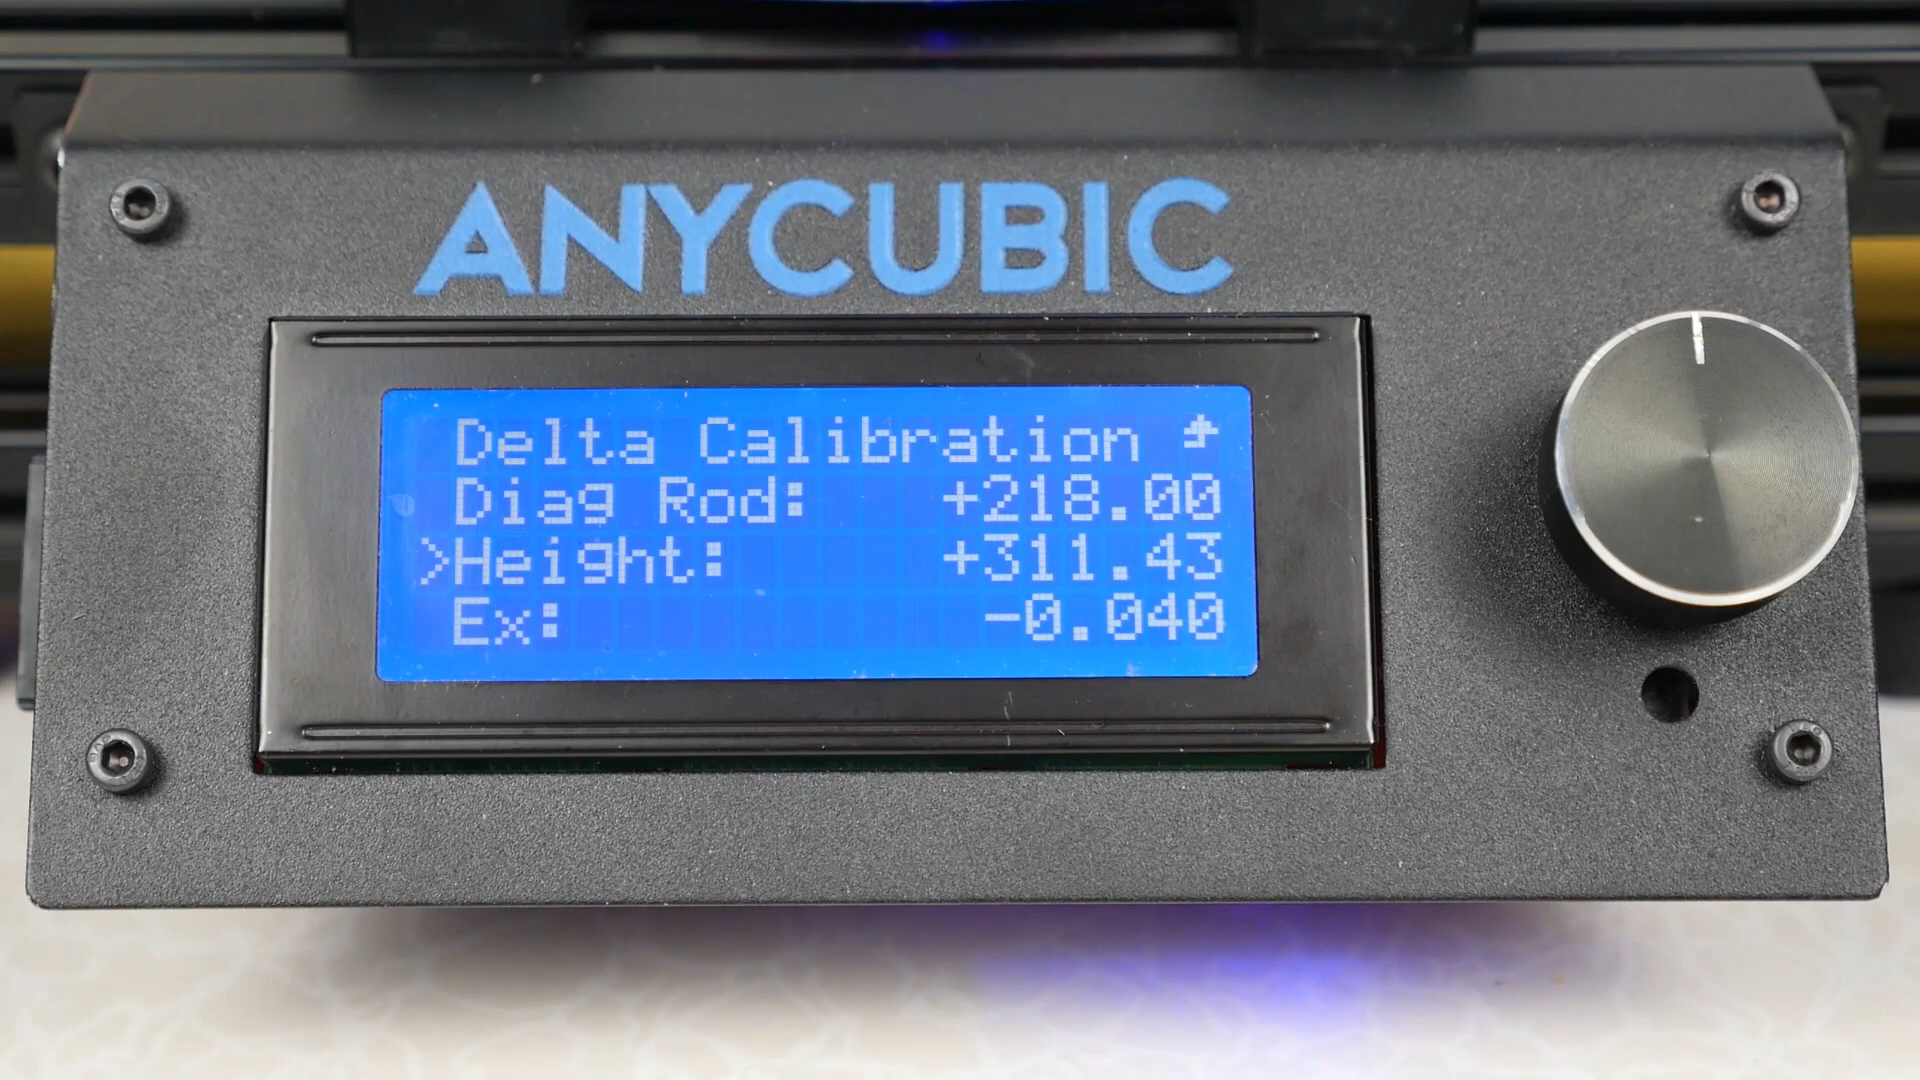 ANYCUBIC
Delta Calibration
Diag Rod: +218.00
>Height: +311.43
Ex: -0.040